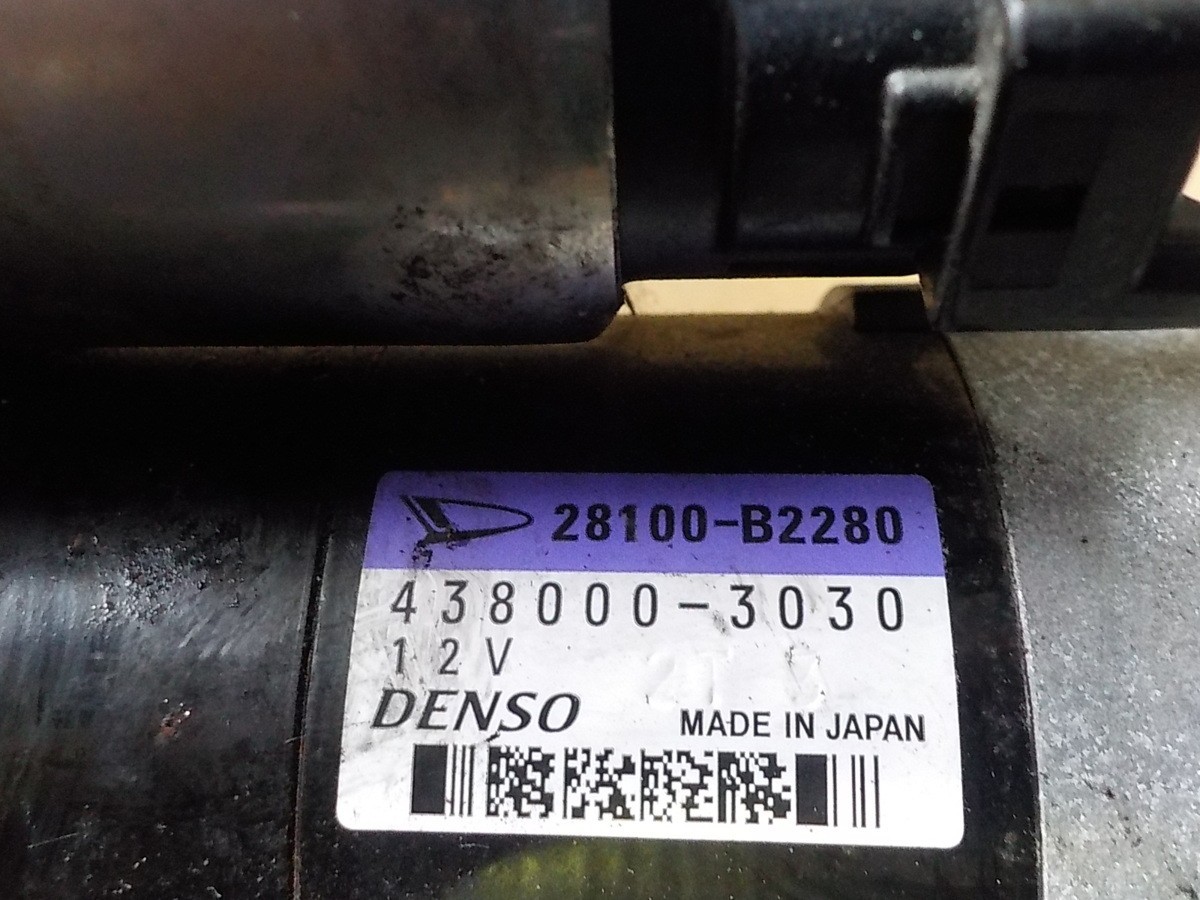 28100-B2280
438000-3030
12V
DENSO MADE IN JAPAN